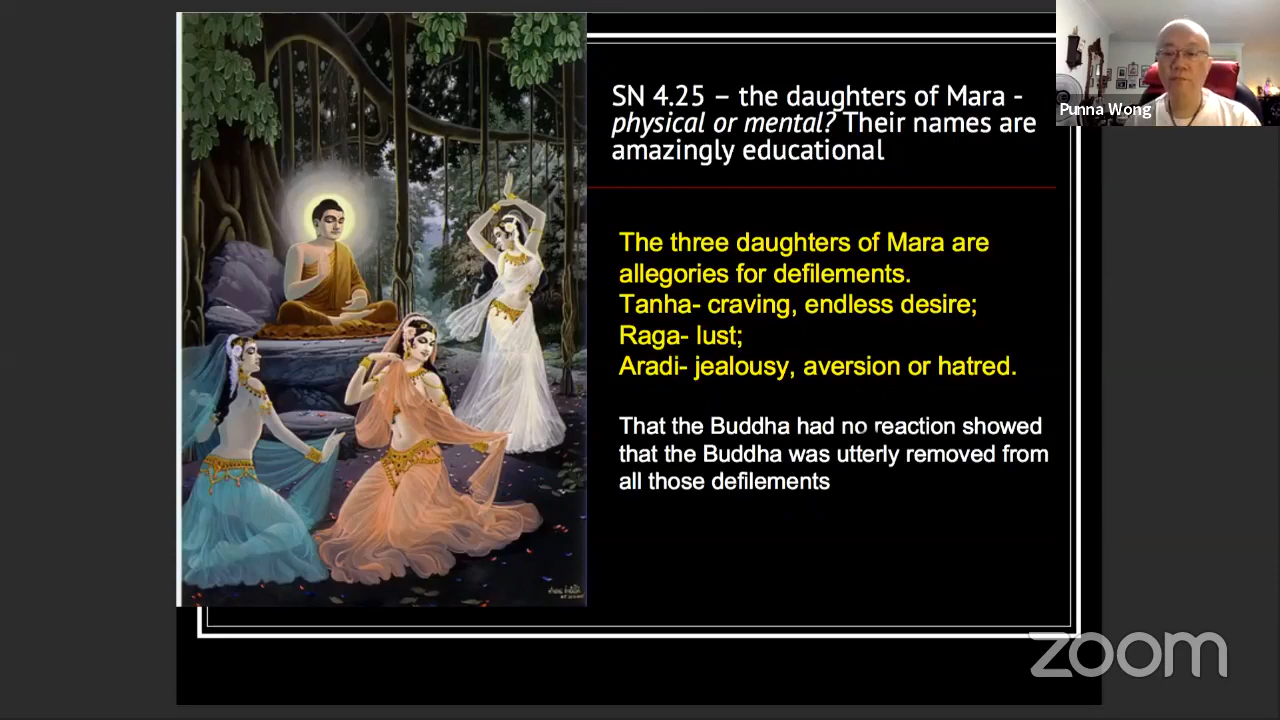 SN 4.25 – the daughters of Mara -
physical or mental? Their names are
amazingly educational
The three daughters of Mara are
allegories for defilements.
Tanha- craving, endless desire;
Raga- lust;
Aradi- jealousy, aversion or hatred.
That the Buddha had no reaction showed
that the Buddha was utterly removed from
all those defilements
Punna Wong
zoom